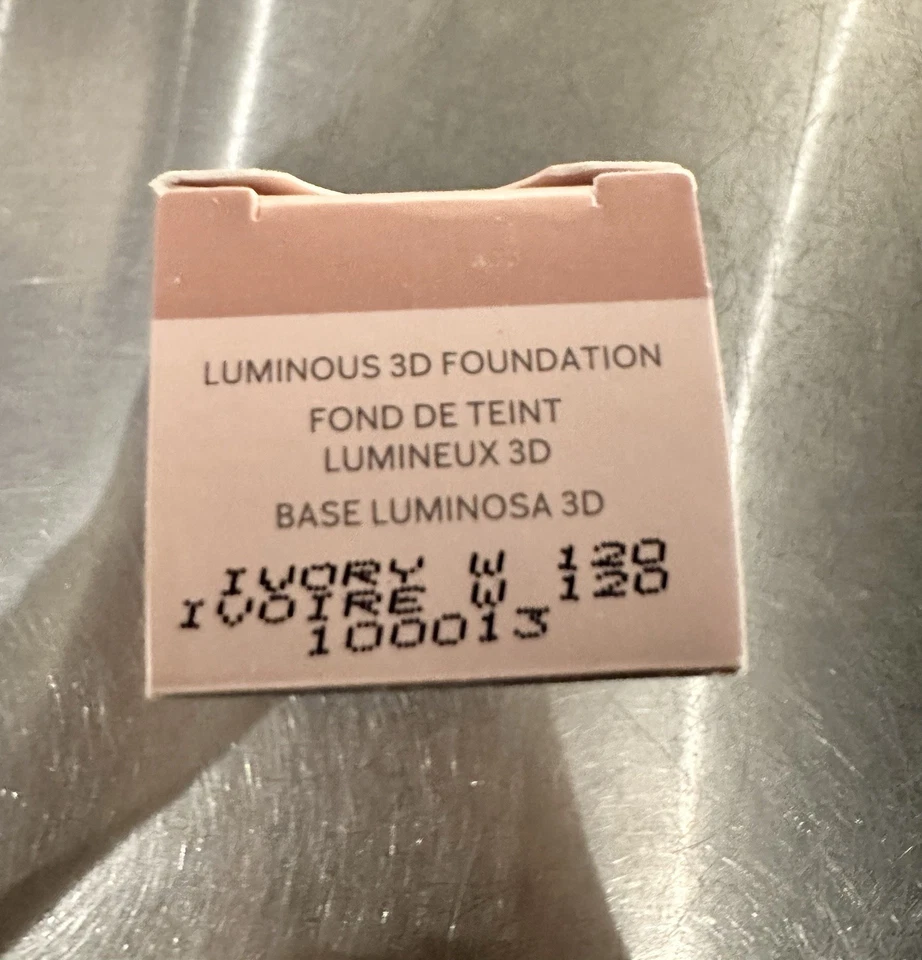 LUMINOUS 3D FOUNDATION
FOND DE TEINT
LUMINEUX 3D
BASE LUMINOSA 3D
IVORY W 120
IVOIRE W 120
100013